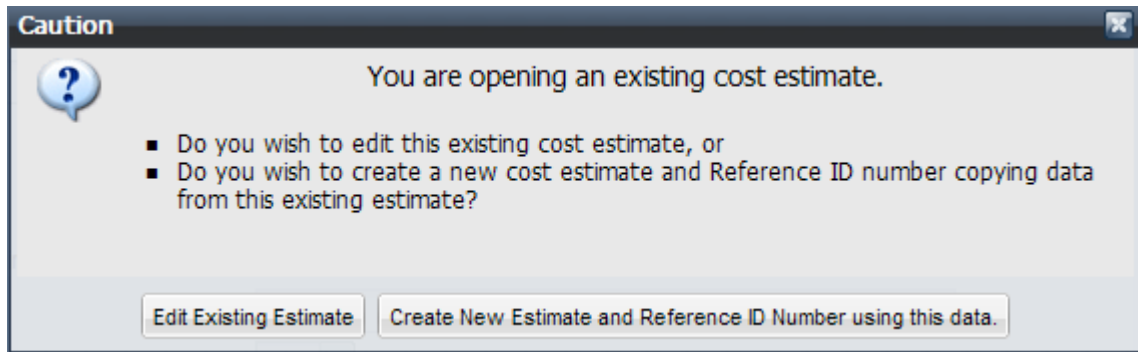 Caution
You are opening an existing cost estimate.
▪ Do you wish to edit this existing cost estimate, or
▪ Do you wish to create a new cost estimate and Reference ID number copying data
from this existing estimate?
Edit Existing Estimate
Create New Estimate and Reference ID Number using this data.